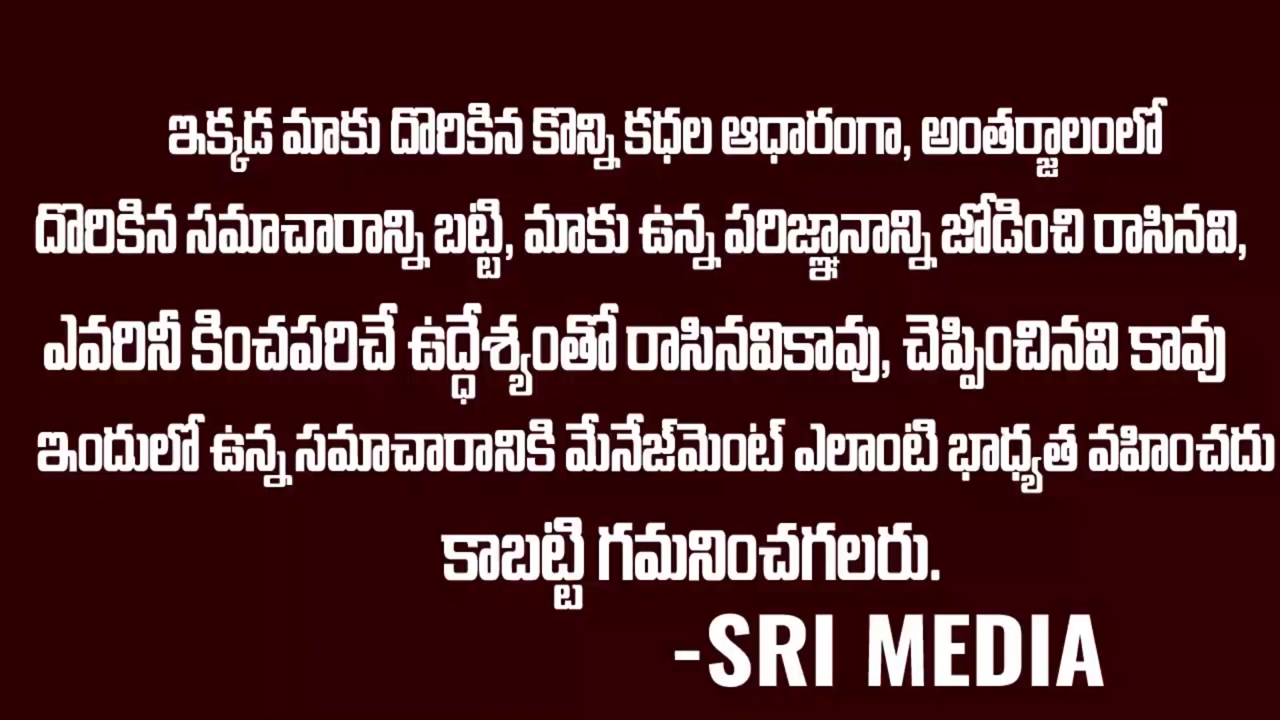 ఇక్కడ మాకు దొరికిన కొన్ని కధల ఆధారంగా, అంతర్జాలంలో
దొరికిన సమాచారాన్ని బట్టి, మాకు ఉన్న పరిజ్ఞానాన్ని జోడించి రాసినవి,
ఎవరినీ కించపరిచే ఉద్ధేశ్యంతో రాసినవికావు, చెప్పించినవి కావు
ఇందులో ఉన్న సమాచారానికి మేనేజ్‌మెంట్ ఎలాంటి భాధ్యత వహించదు
కాబట్టి గమనించగలరు.
-SRI MEDIA